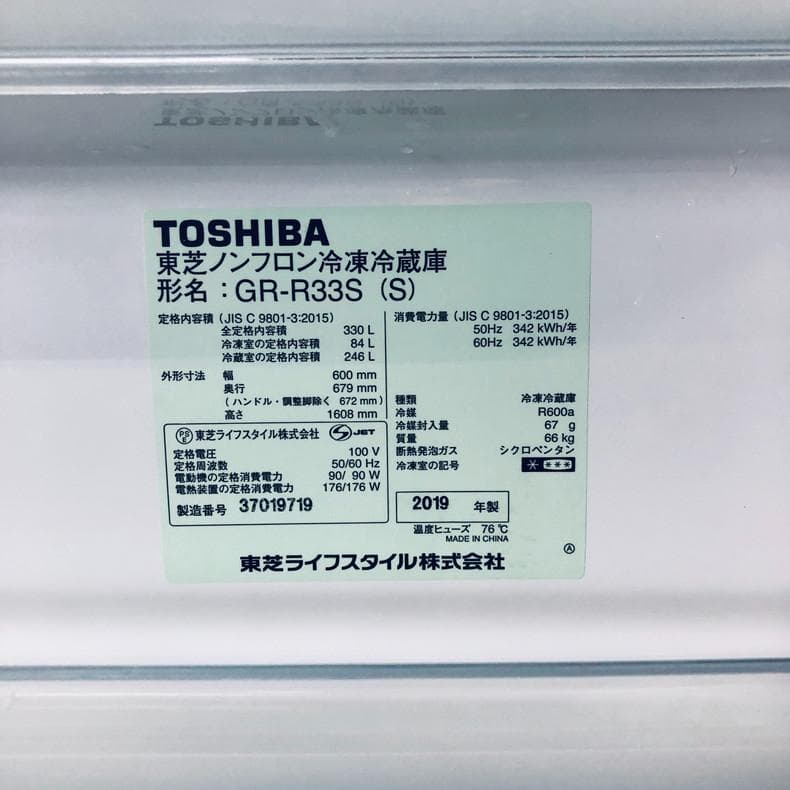 TOSHIBA
東芝ノンフロン冷凍冷蔵庫
形名：GR-R33S (S)
定格内容積 (JIS C 9801-3:2015)
全定格内容積 330 L
冷凍室の定格内容積 84 L
冷蔵室の定格内容積 246 L
外形寸法 幅 600 mm
奥行 679 mm
(ハンドル・調整脚除く 672 mm)
高さ 1608 mm
PS E 東芝ライフスタイル株式会社 S JET
定格電圧 100 V
定格周波数 50/60 Hz
電動機の定格消費電力 90/ 90 W
電熱装置の定格消費電力 176/176 W
製造番号 37019719
消費電力量 (JIS C 9801-3:2015)
50Hz 342 kWh/年
60Hz 342 kWh/年
種類 冷凍冷蔵庫
冷媒 R600a
冷媒封入量 67 g
質量 66 kg
断熱発泡ガス シクロペンタン
冷凍室の記号 * ***
2019 年製
温度ヒューズ 76℃
MADE IN CHINA
Ⓐ
東芝ライフスタイル株式会社